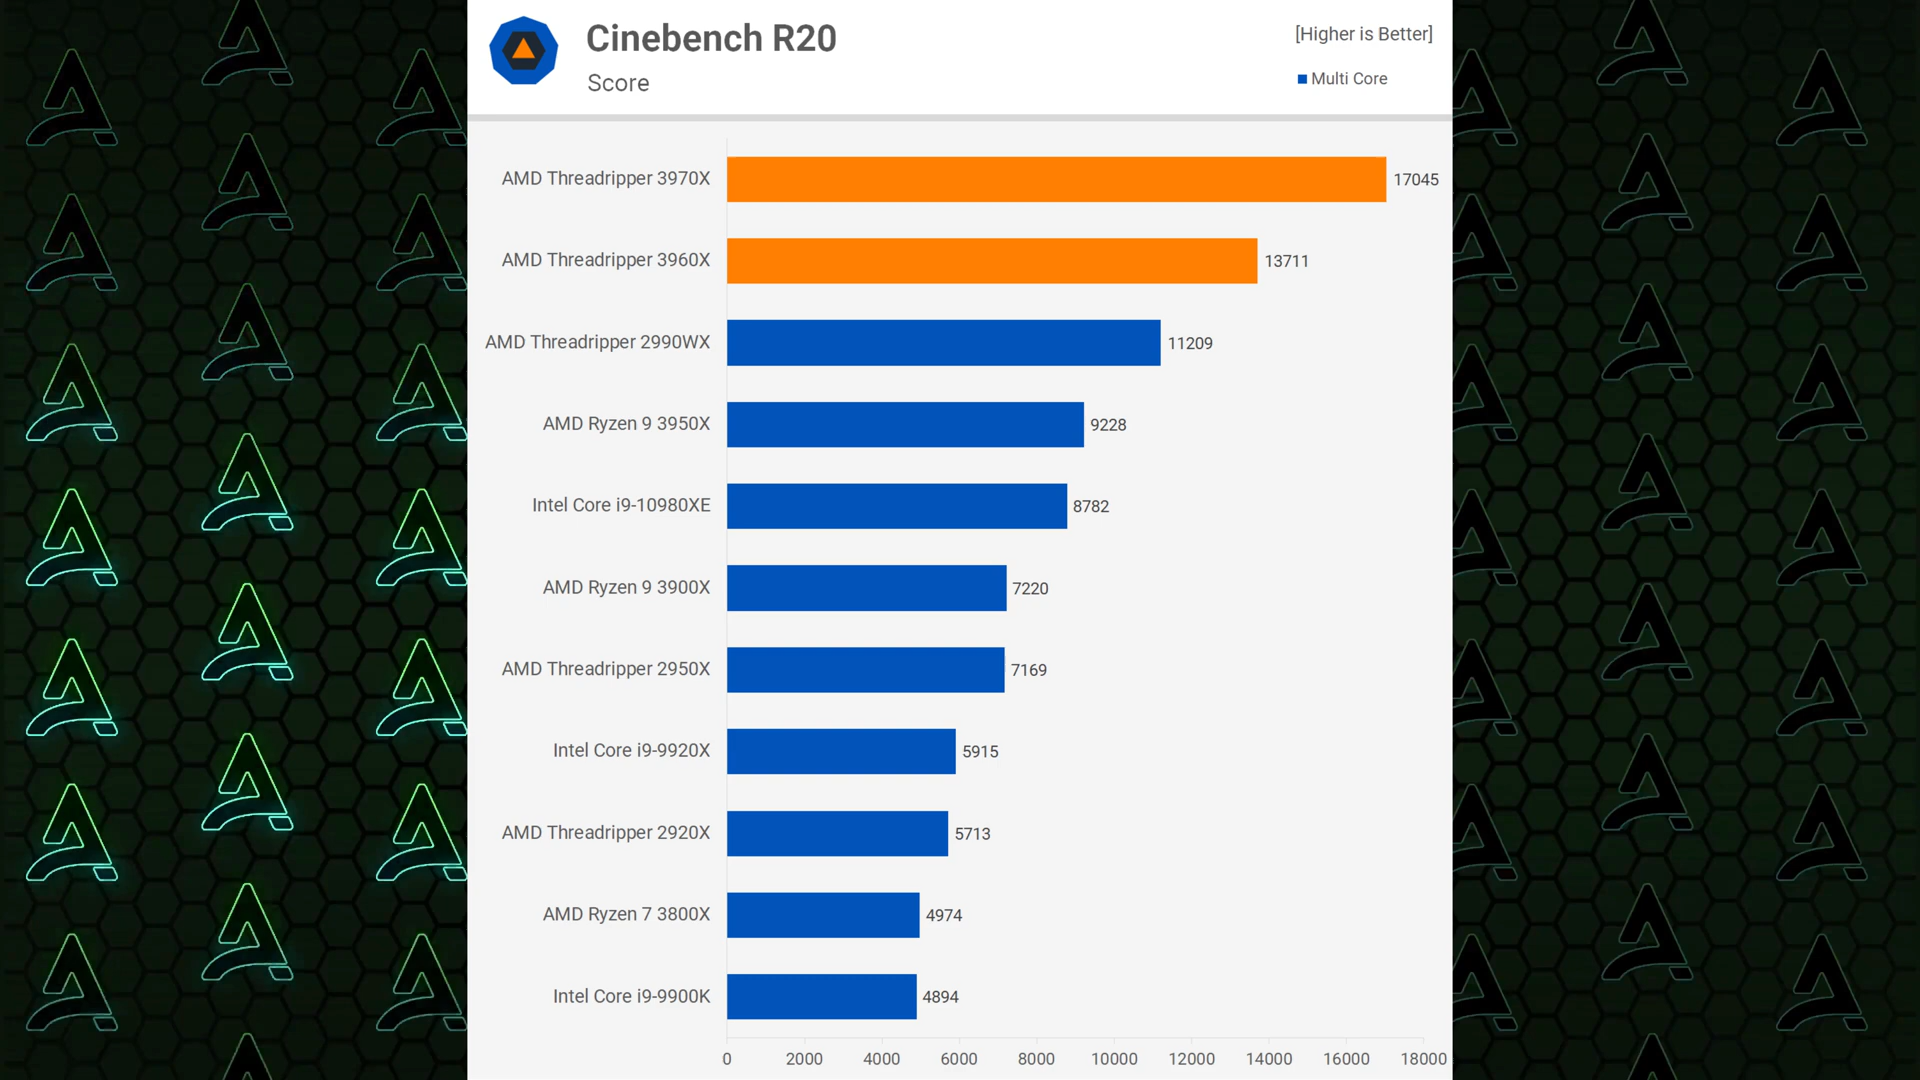 Cinebench R20
[Higher is Better]
Score
Multi Core
AMD Threadripper 3970X 17045
AMD Threadripper 3960X 13711
AMD Threadripper 2990WX 11209
AMD Ryzen 9 3950X 9228
Intel Core i9-10980XE 8782
AMD Ryzen 9 3900X 7220
AMD Threadripper 2950X 7169
Intel Core i9-9920X 5915
AMD Threadripper 2920X 5713
AMD Ryzen 7 3800X 4974
Intel Core i9-9900K 4894
0 2000 4000 6000 8000 10000 12000 14000 16000 18000